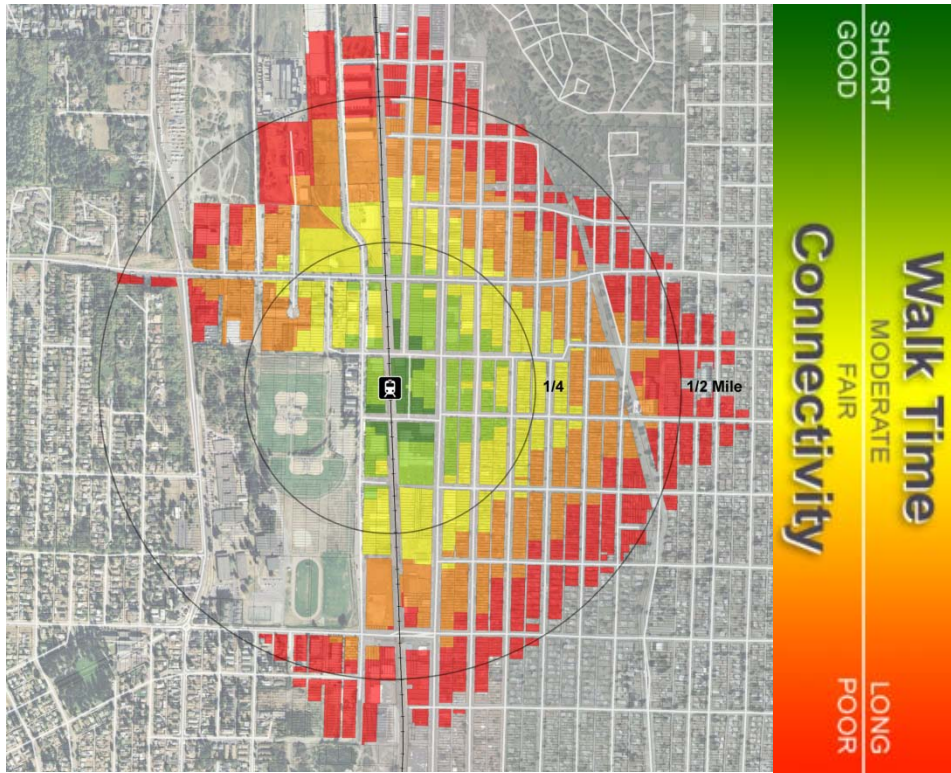 1/4
1/2 Mile
Walk Time
SHORT MODERATE LONG
GOOD FAIR POOR
Connectivity